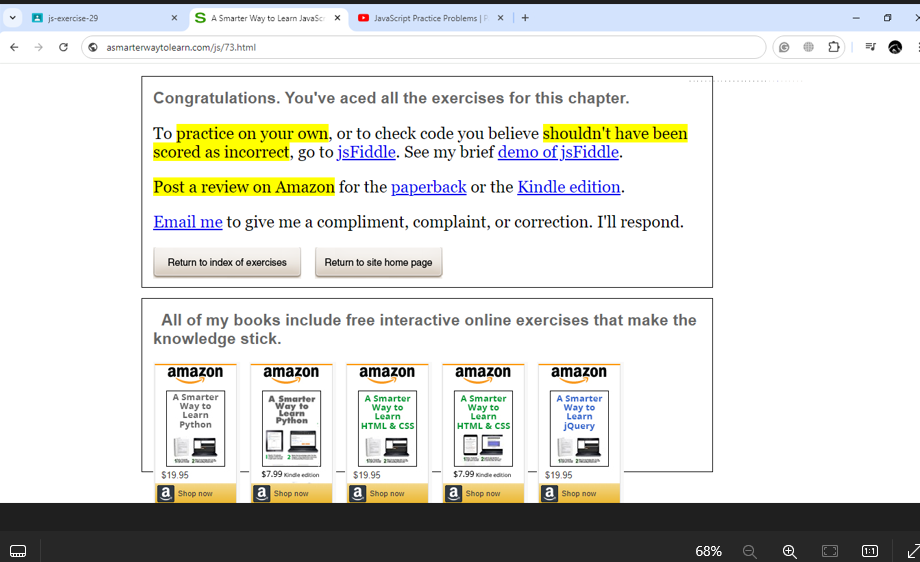 js-exercise-29
A Smarter Way to Learn JavaSc
JavaScript Practice Problems | P
asmarterwaytolearn.com/js/73.html
Congratulations. You've aced all the exercises for this chapter.
To practice on your own, or to check code you believe shouldn't have been
scored as incorrect, go to jsFiddle. See my brief demo of jsFiddle.
Post a review on Amazon for the paperback or the Kindle edition.
Email me to give me a compliment, complaint, or correction. I'll respond.
Return to index of exercises Return to site home page
All of my books include free interactive online exercises that make the
knowledge stick.
amazon amazon amazon amazon amazon
A Smarter Way to Learn Python
A Smarter Way to Learn Python
A Smarter Way to Learn HTML & CSS
A Smarter Way to Learn HTML & CSS
A Smarter Way to Learn jQuery
$19.95 $7.99 Kindle edition $19.95 $7.99 Kindle edition $19.95
a Shop now a Shop now a Shop now a Shop now a Shop now
68% 1:1